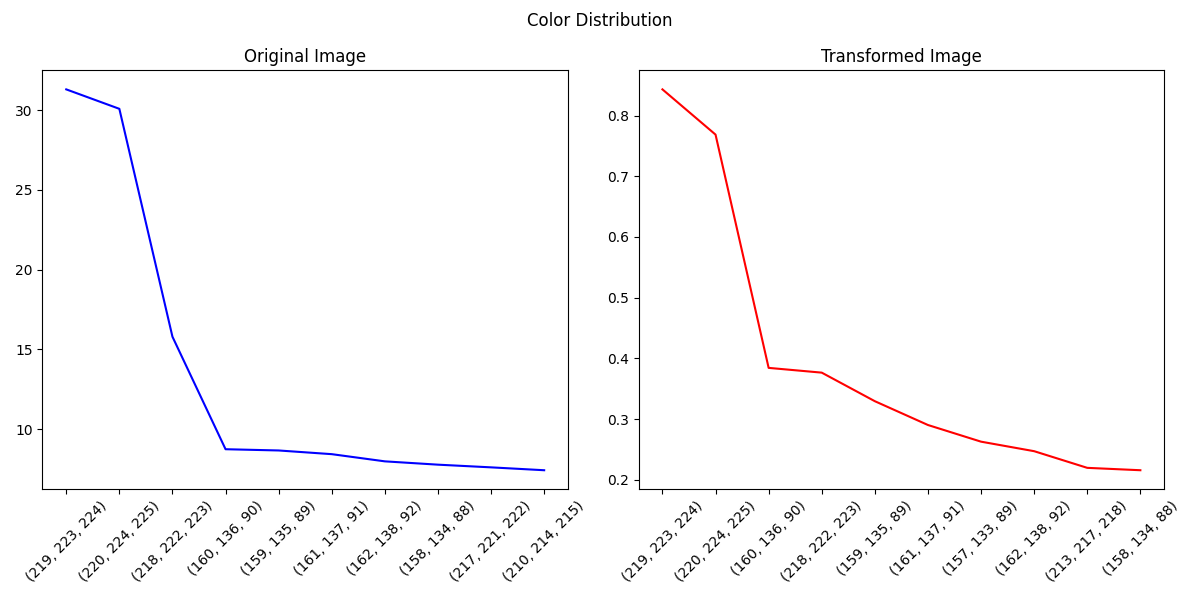 Color Distribution
Original Image
30
25
20
15
10
(219, 223, 224)
(220, 224, 225)
(218, 222, 223)
(160, 136, 90)
(159, 135, 89)
(161, 137, 91)
(162, 138, 92)
(158, 134, 88)
(217, 221, 222)
(210, 214, 215)
Transformed Image
0.8
0.7
0.6
0.5
0.4
0.3
0.2
(219, 223, 224)
(220, 224, 225)
(160, 136, 90)
(218, 222, 223)
(159, 135, 89)
(161, 137, 91)
(157, 133, 89)
(162, 138, 92)
(213, 217, 218)
(158, 134, 88)